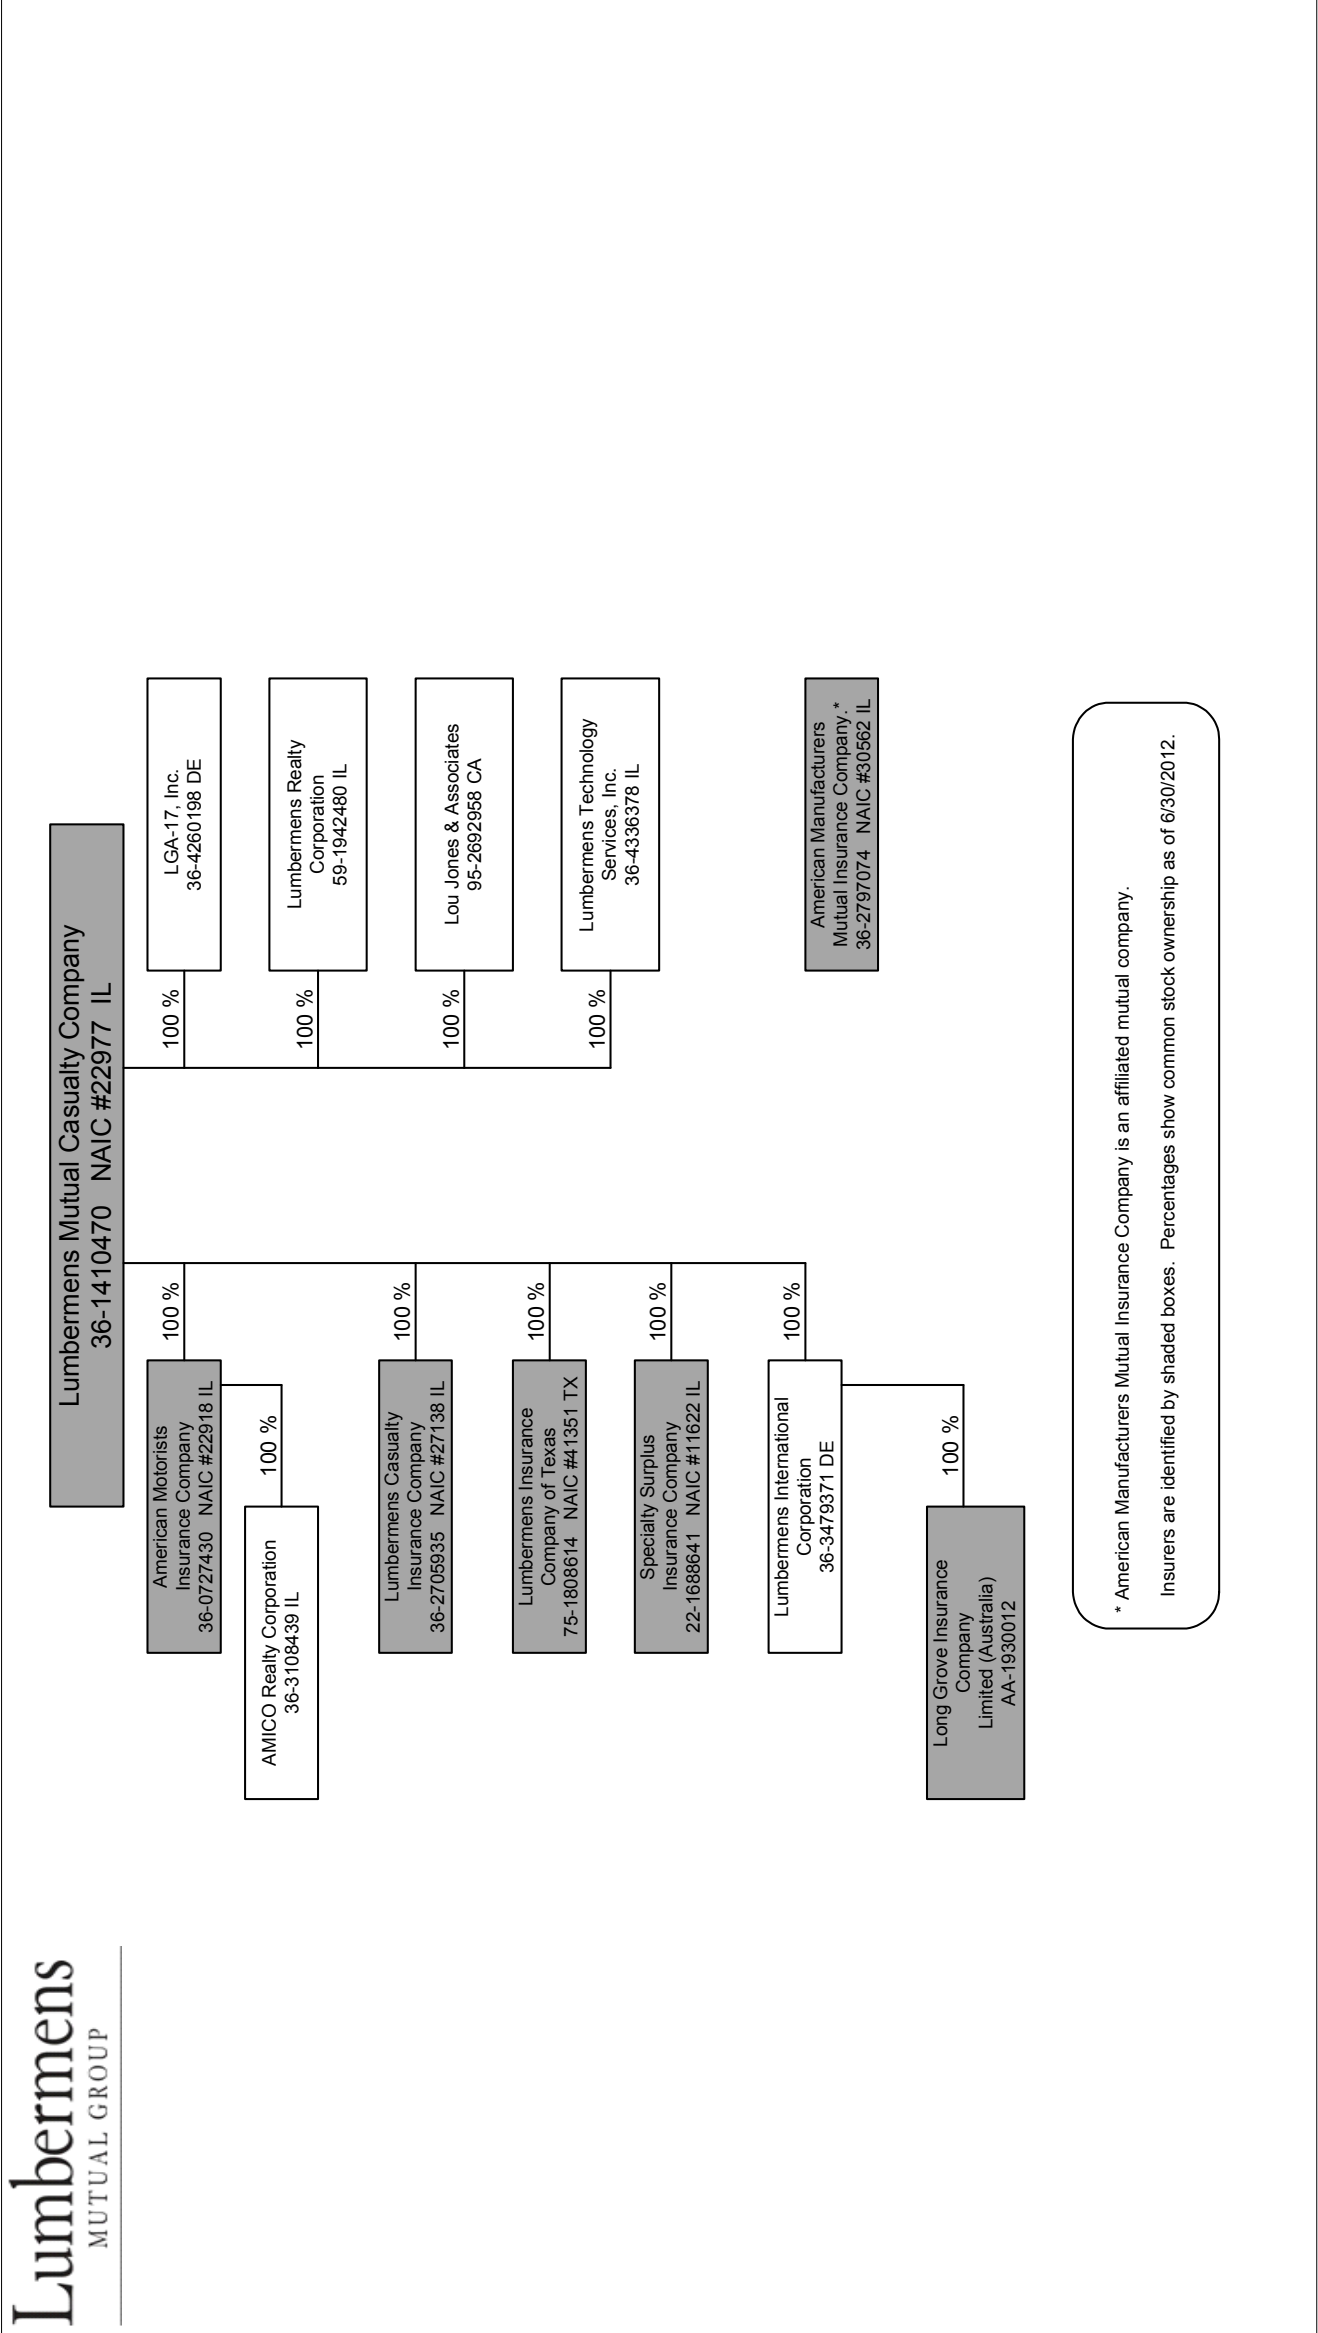 Lumbermens
MUTUAL GROUP
Lumbermens Mutual Casualty Company
36-1410470 NAIC #22977 IL
100 %
American Motorists
Insurance Company
36-0727430 NAIC #22918 IL
100 %
AMICO Realty Corporation
36-3108439 IL
100 %
Lumbermens Casualty
Insurance Company
36-2705935 NAIC #27138 IL
100 %
Lumbermens Insurance
Company of Texas
75-1808614 NAIC #41351 TX
100 %
Specialty Surplus
Insurance Company
22-1688641 NAIC #11622 IL
100 %
Lumbermens International
Corporation
36-3479371 DE
100 %
Long Grove Insurance
Company
Limited (Australia)
AA-1930012
100 %
LGA-17, Inc.
36-4260198 DE
100 %
Lumbermens Realty
Corporation
59-1942480 IL
100 %
Lou Jones & Associates
95-2692958 CA
100 %
Lumbermens Technology
Services, Inc.
36-4336378 IL
American Manufacturers
Mutual Insurance Company.*
36-2797074 NAIC #30562 IL
* American Manufacturers Mutual Insurance Company is an affiliated mutual company.
Insurers are identified by shaded boxes. Percentages show common stock ownership as of 6/30/2012.